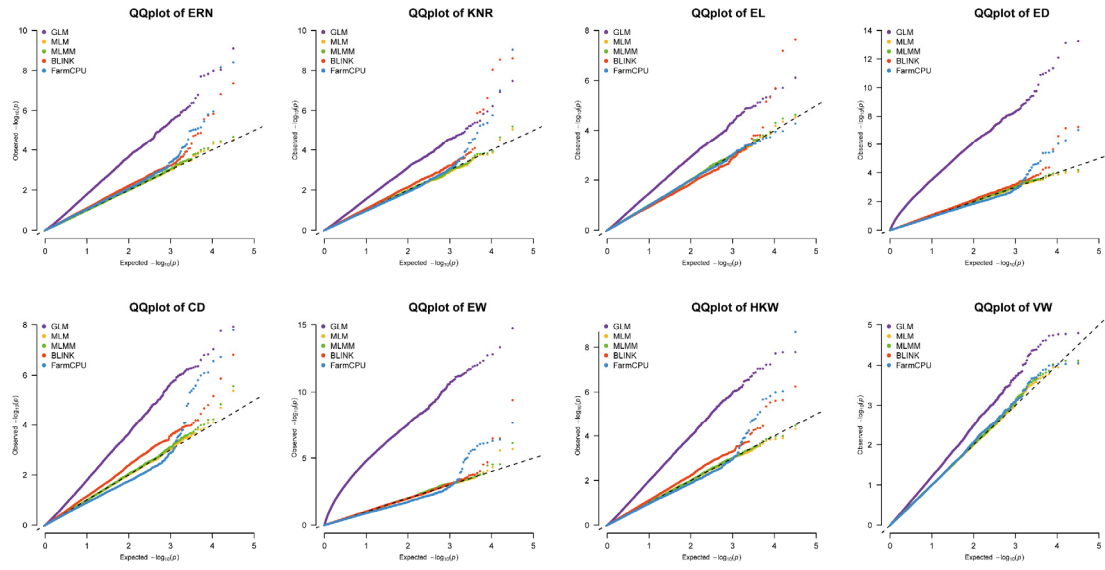 QQplot of ERN
GLM
MLM
MLMM
BLINK
FarmCPU
Observed −log₁₀(p)
10
8
6
4
2
0
0 1 2 3 4 5
Expected −log₁₀(p)
QQplot of KNR
GLM
MLM
MLMM
BLINK
FarmCPU
Observed −log₁₀(p)
10
8
6
4
2
0
0 1 2 3 4 5
Expected −log₁₀(p)
QQplot of EL
GLM
MLM
MLMM
BLINK
FarmCPU
Observed −log₁₀(p)
8
6
4
2
0
0 1 2 3 4 5
Expected −log₁₀(p)
QQplot of ED
GLM
MLM
MLMM
BLINK
FarmCPU
Observed −log₁₀(p)
14
12
10
8
6
4
2
0
0 1 2 3 4 5
Expected −log₁₀(p)
QQplot of CD
GLM
MLM
MLMM
BLINK
FarmCPU
Observed −log₁₀(p)
8
6
4
2
0
0 1 2 3 4 5
Expected −log₁₀(p)
QQplot of EW
GLM
MLM
MLMM
BLINK
FarmCPU
Observed −log₁₀(p)
15
10
5
0
0 1 2 3 4 5
Expected −log₁₀(p)
QQplot of HKW
GLM
MLM
MLMM
BLINK
FarmCPU
Observed −log₁₀(p)
8
6
4
2
0
0 1 2 3 4 5
Expected −log₁₀(p)
QQplot of VW
GLM
MLM
MLMM
BLINK
FarmCPU
Observed −log₁₀(p)
5
4
3
2
1
0
0 1 2 3 4 5
Expected −log₁₀(p)